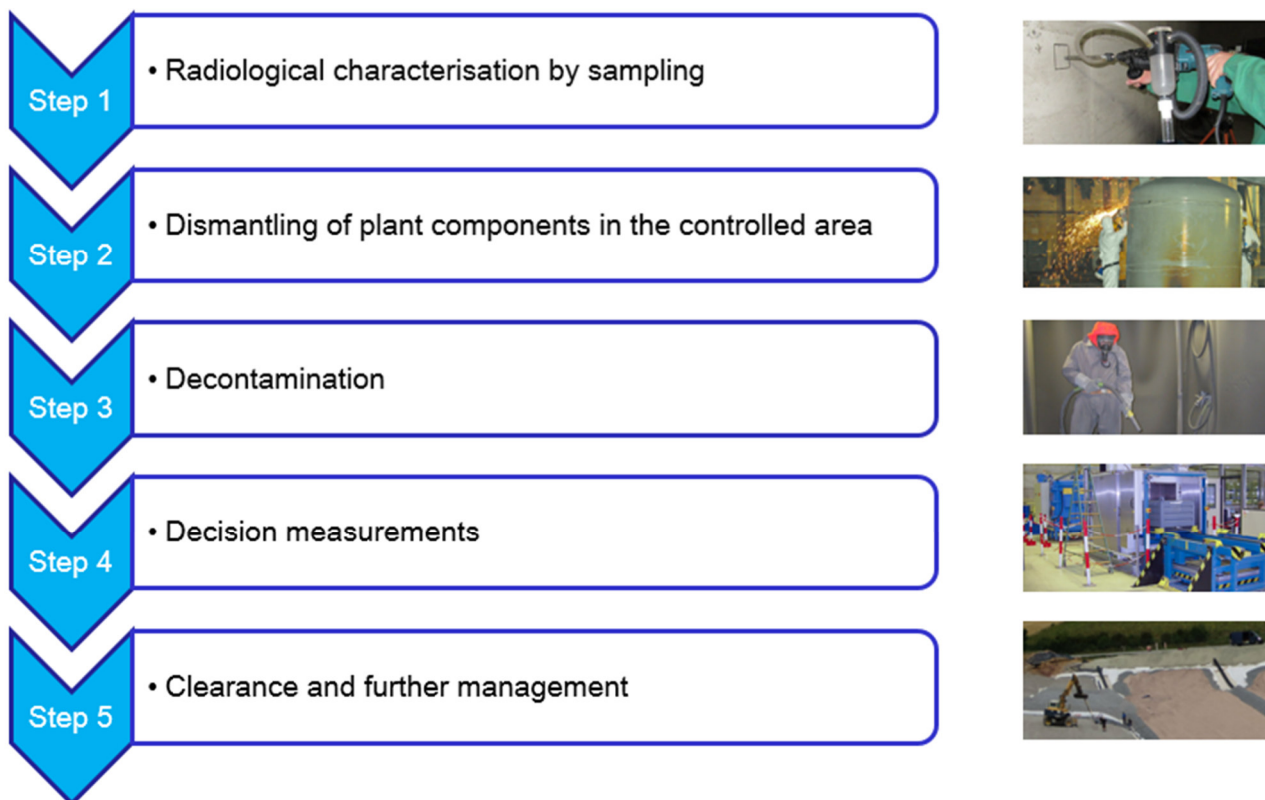 Step 1
• Radiological characterisation by sampling
Step 2
• Dismantling of plant components in the controlled area
Step 3
• Decontamination
Step 4
• Decision measurements
Step 5
• Clearance and further management